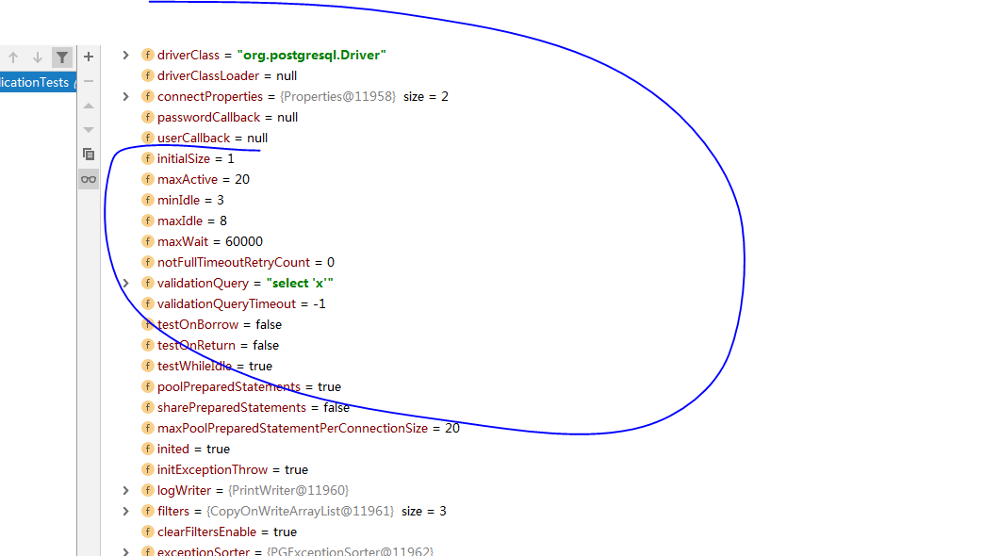 licationTests (
driverClass = "org.postgresql.Driver"
driverClassLoader = null
connectProperties = {Properties@11958} size = 2
passwordCallback = null
userCallback = null
initialSize = 1
maxActive = 20
minIdle = 3
maxIdle = 8
maxWait = 60000
notFullTimeoutRetryCount = 0
validationQuery = "select 'x'"
validationQueryTimeout = -1
testOnBorrow = false
testOnReturn = false
testWhileIdle = true
poolPreparedStatements = true
sharePreparedStatements = false
maxPoolPreparedStatementPerConnectionSize = 20
inited = true
initExceptionThrow = true
logWriter = {PrintWriter@11960}
filters = {CopyOnWriteArrayList@11961} size = 3
clearFiltersEnable = true
exceptionSorter = {PGExceptionSorter@11962}